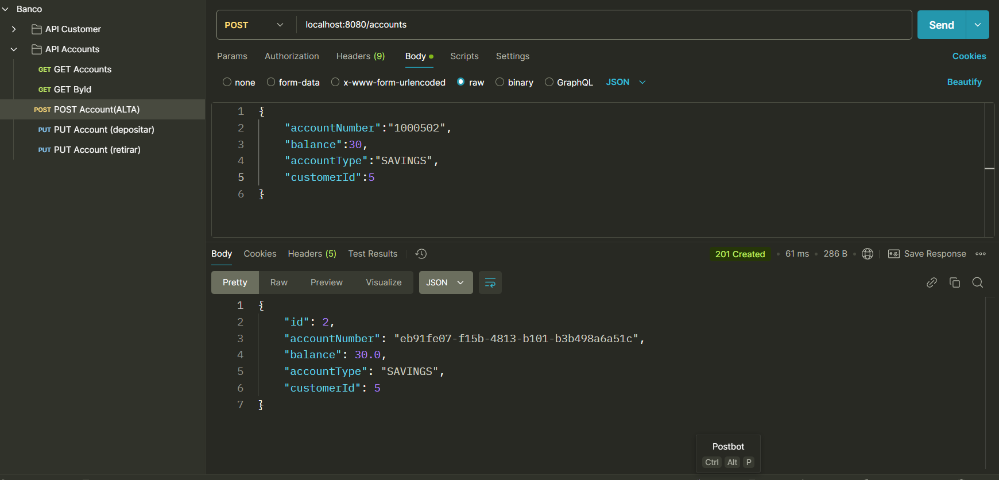 Banco
API Customer
API Accounts
GET GET Accounts
GET GET ById
POST POST Account(ALTA)
PUT PUT Account (depositar)
PUT PUT Account (retirar)
POST localhost:8080/accounts Send
Params Authorization Headers (9) Body Scripts Settings Cookies
none form-data x-www-form-urlencoded raw binary GraphQL JSON Beautify
1 {
2 "accountNumber":"1000502",
3 "balance":30,
4 "accountType":"SAVINGS",
5 "customerId":5
6 }
Body Cookies Headers (5) Test Results 201 Created • 61 ms • 286 B • e.g. Save Response
Pretty Raw Preview Visualize JSON
1 {
2 "id": 2,
3 "accountNumber": "eb91fe07-f15b-4813-b101-b3b498a6a51c",
4 "balance": 30.0,
5 "accountType": "SAVINGS",
6 "customerId": 5
7 }
Postbot
Ctrl Alt P